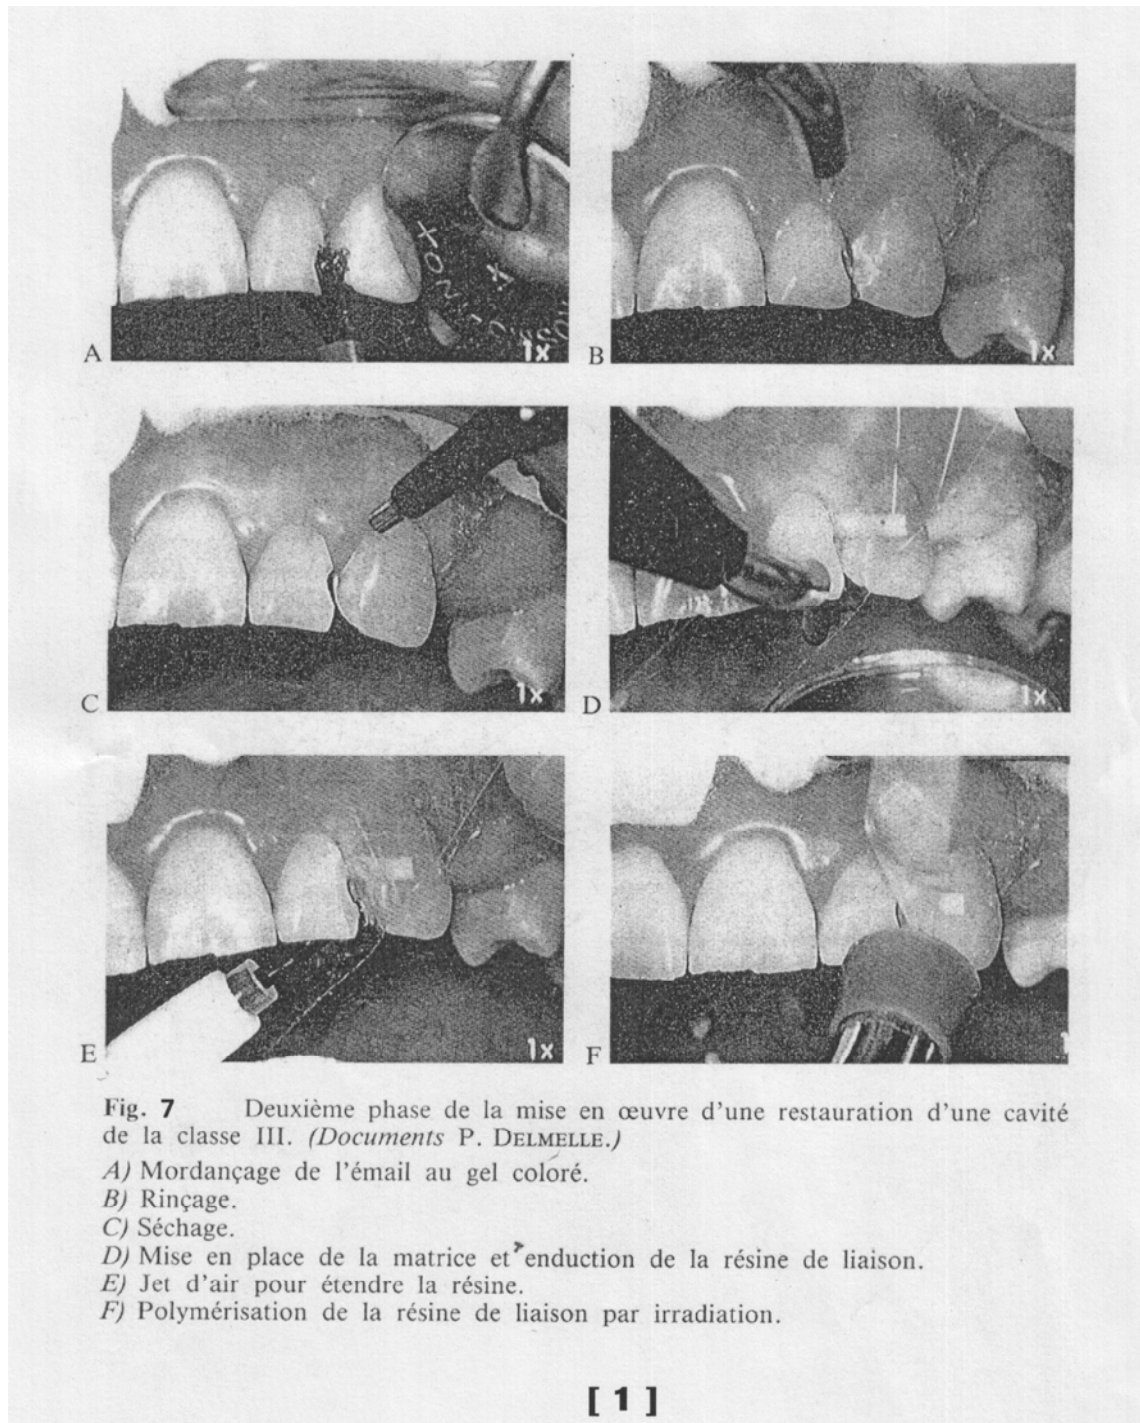 A
1x
B
1x
C
1x
D
1x
E
1x
F
Fig. 7 Deuxième phase de la mise en œuvre d'une restauration d'une cavité
de la classe III. (Documents P. DELMELLE.)
A) Mordançage de l'émail au gel coloré.
B) Rinçage.
C) Séchage.
D) Mise en place de la matrice et enduction de la résine de liaison.
E) Jet d'air pour étendre la résine.
F) Polymérisation de la résine de liaison par irradiation.
[ 1 ]